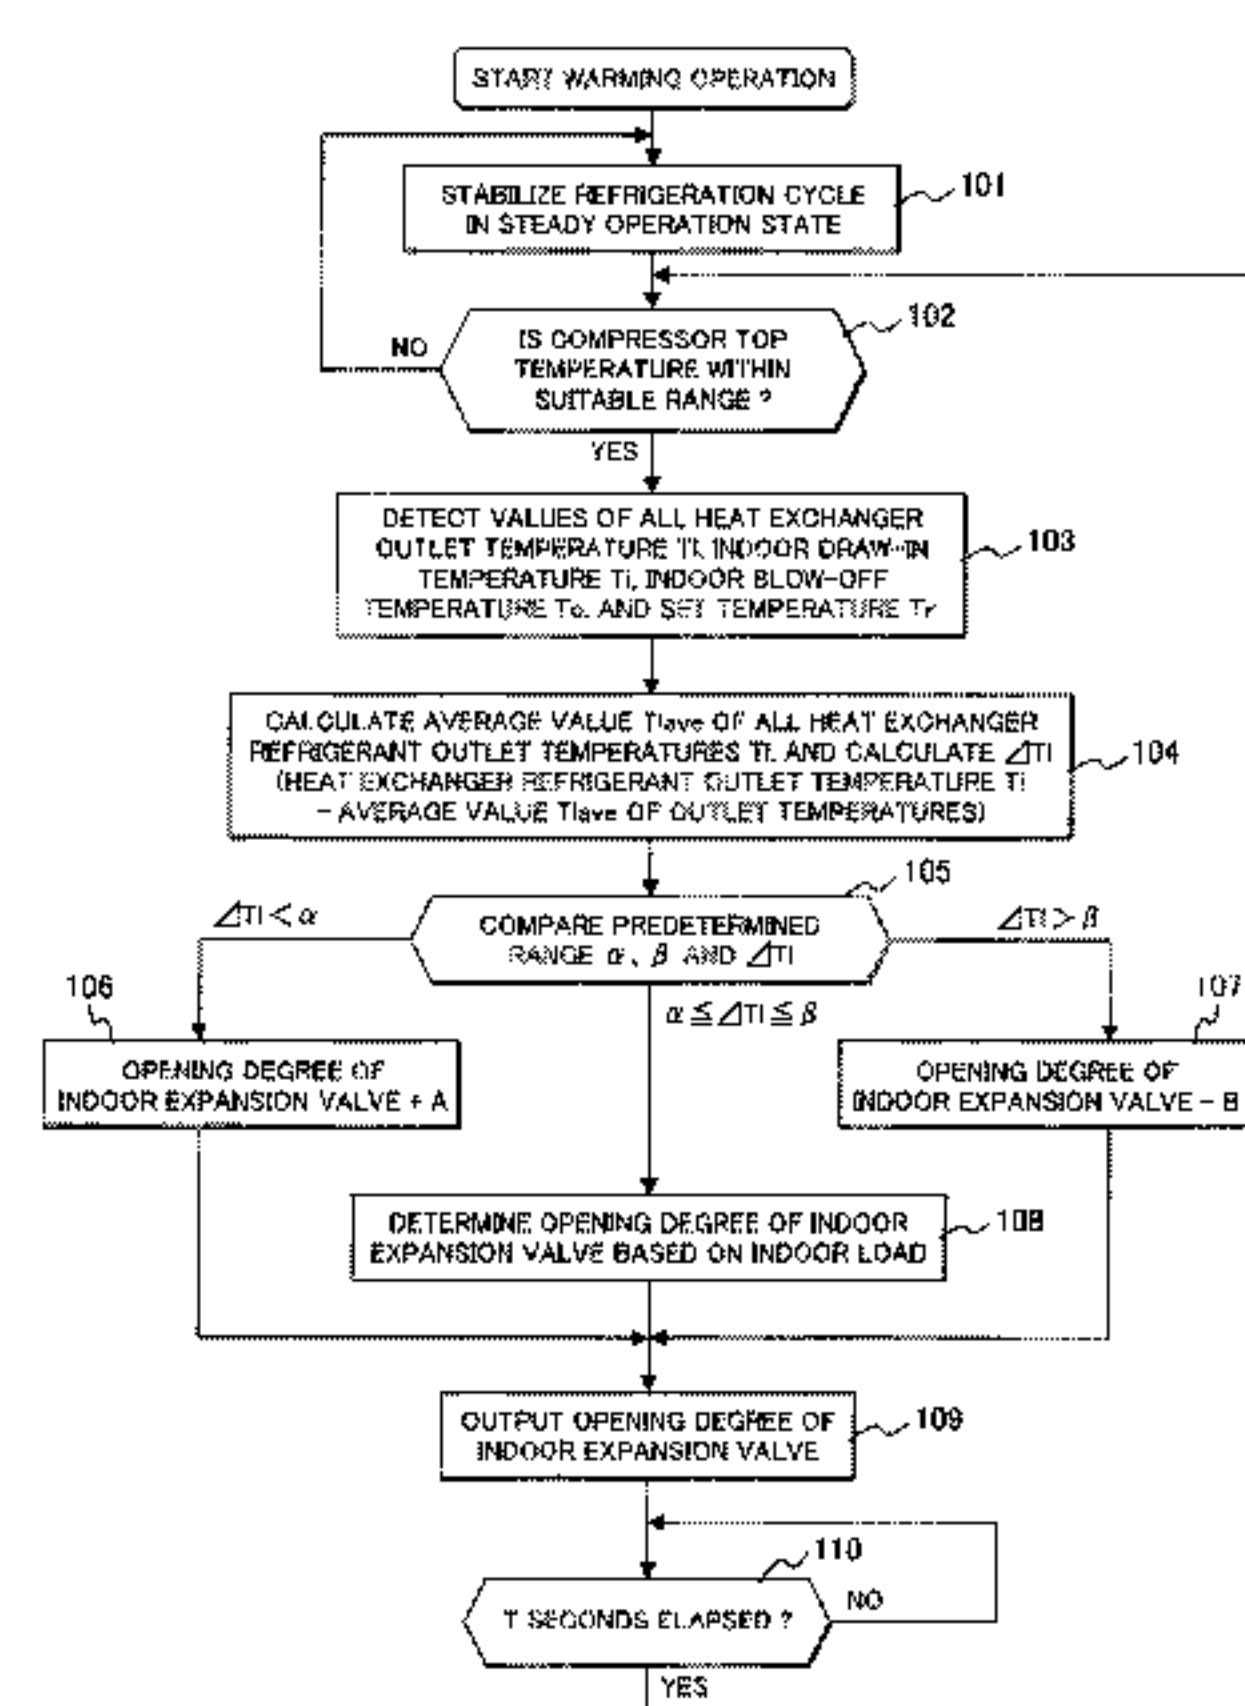 START WARMING OPERATION
STABILIZE REFRIGERATION CYCLE
IN STEADY OPERATION STATE
101
IS COMPRESSOR TOP
TEMPERATURE WITHIN
SUITABLE RANGE ?
102
NO
YES
DETECT VALUES OF ALL HEAT EXCHANGER
OUTLET TEMPERATURE Tl, INDOOR DRAW-IN
TEMPERATURE Ti, INDOOR BLOW-OFF
TEMPERATURE To, AND SET TEMPERATURE Tr
103
CALCULATE AVERAGE VALUE Tlave OF ALL HEAT EXCHANGER
REFRIGERANT OUTLET TEMPERATURES Tl, AND CALCULATE ⊿Tl
(HEAT EXCHANGER REFRIGERANT OUTLET TEMPERATURE Tl
- AVERAGE VALUE Tlave OF OUTLET TEMPERATURES)
104
105
COMPARE PREDETERMINED
RANGE α, β AND ⊿Tl
⊿Tl < α
⊿Tl > β
α ≦ ⊿Tl ≦ β
106
OPENING DEGREE OF
INDOOR EXPANSION VALVE + A
107
OPENING DEGREE OF
INDOOR EXPANSION VALVE - B
DETERMINE OPENING DEGREE OF INDOOR
EXPANSION VALVE BASED ON INDOOR LOAD
108
OUTPUT OPENING DEGREE OF
INDOOR EXPANSION VALVE
109
110
T SECONDS ELAPSED ?
NO
YES